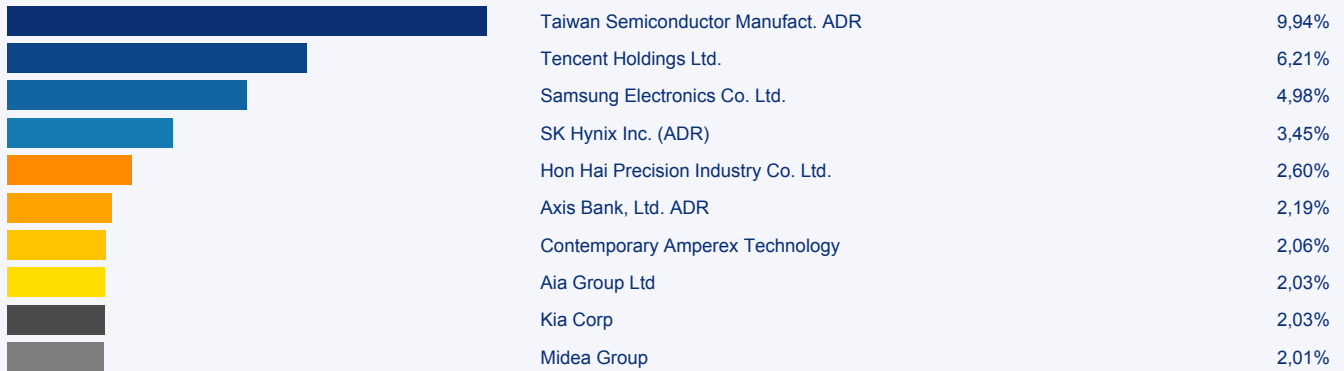 Taiwan Semiconductor Manufact. ADR 9,94%
Tencent Holdings Ltd. 6,21%
Samsung Electronics Co. Ltd. 4,98%
SK Hynix Inc. (ADR) 3,45%
Hon Hai Precision Industry Co. Ltd. 2,60%
Axis Bank, Ltd. ADR 2,19%
Contemporary Amperex Technology 2,06%
Aia Group Ltd 2,03%
Kia Corp 2,03%
Midea Group 2,01%